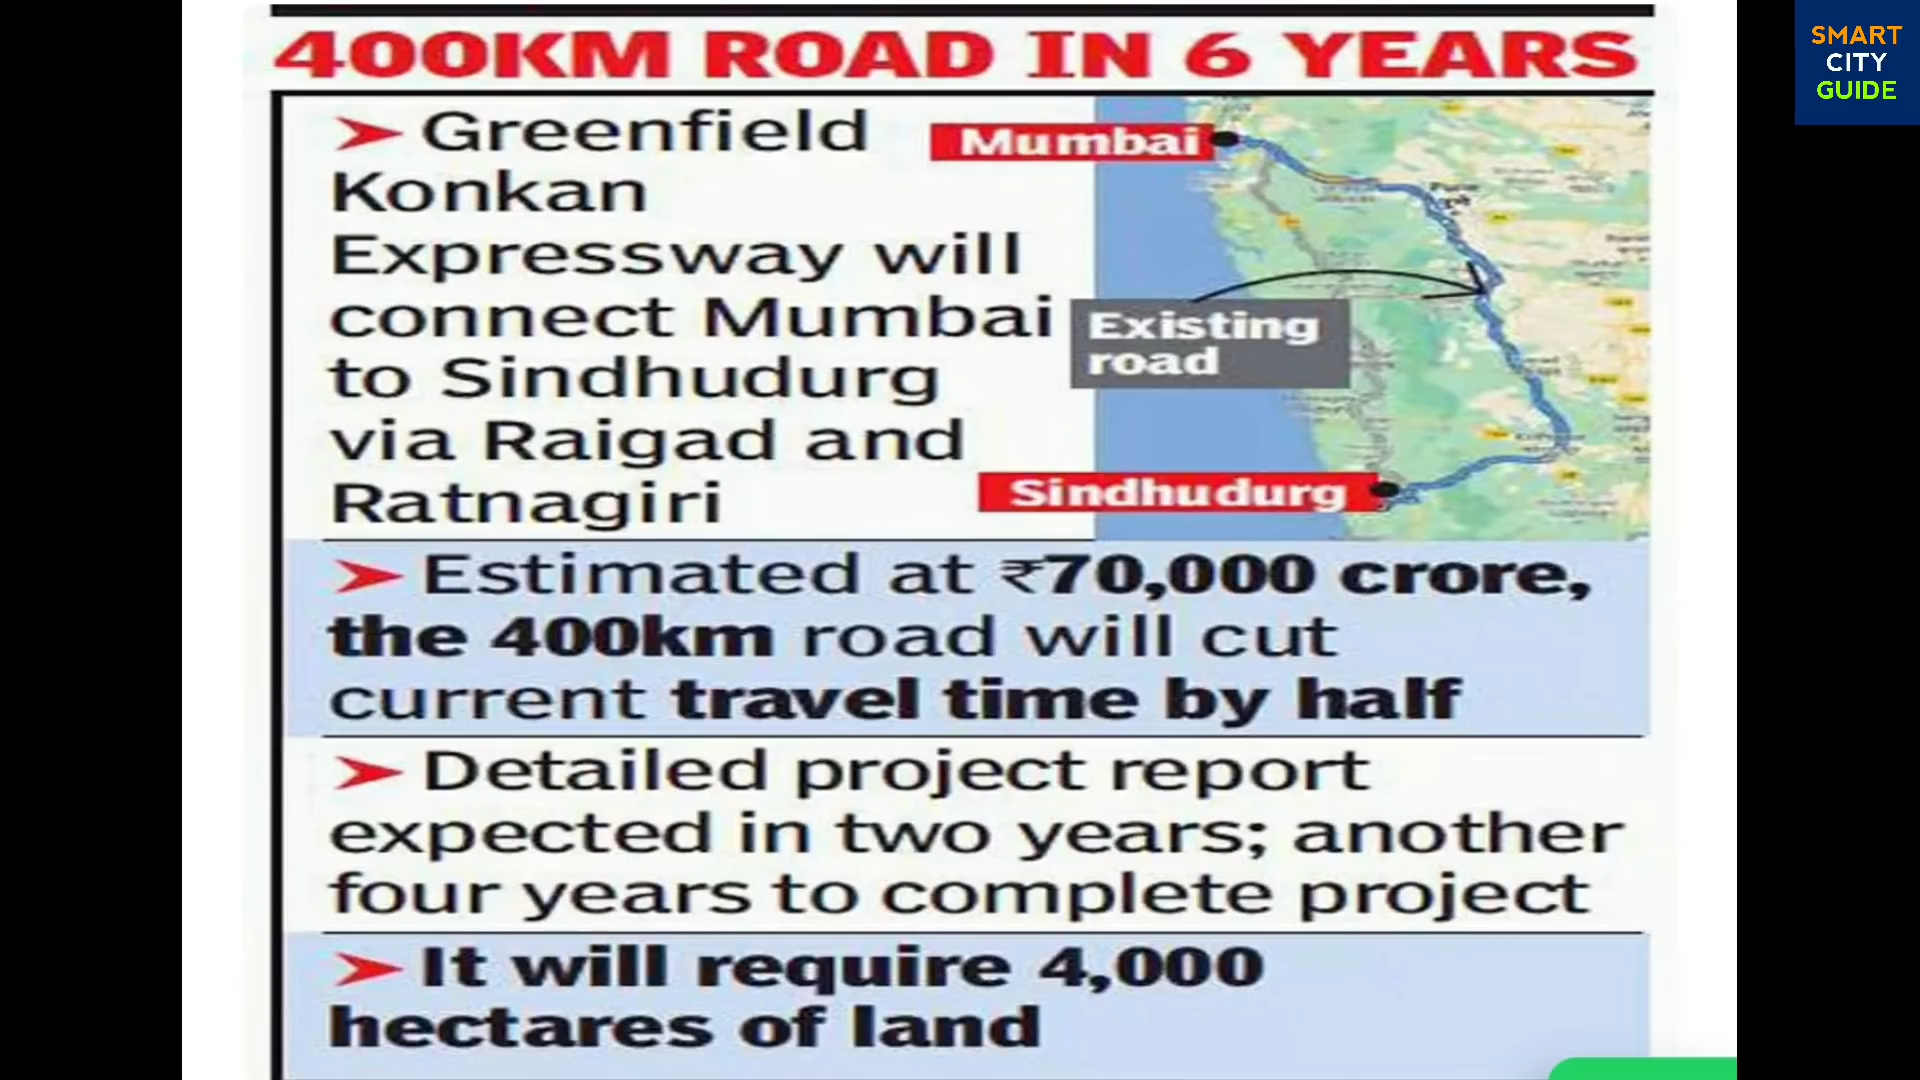 400KM ROAD IN 6 YEARS
➤ Greenfield
Konkan
Expressway will
connect Mumbai
to Sindhudurg
via Raigad and
Ratnagiri
Mumbai
Existing
road
Sindhudurg
➤ Estimated at ₹70,000 crore,
the 400km road will cut
current travel time by half
➤ Detailed project report
expected in two years; another
four years to complete project
➤ It will require 4,000
hectares of land
SMART
CITY
GUIDE